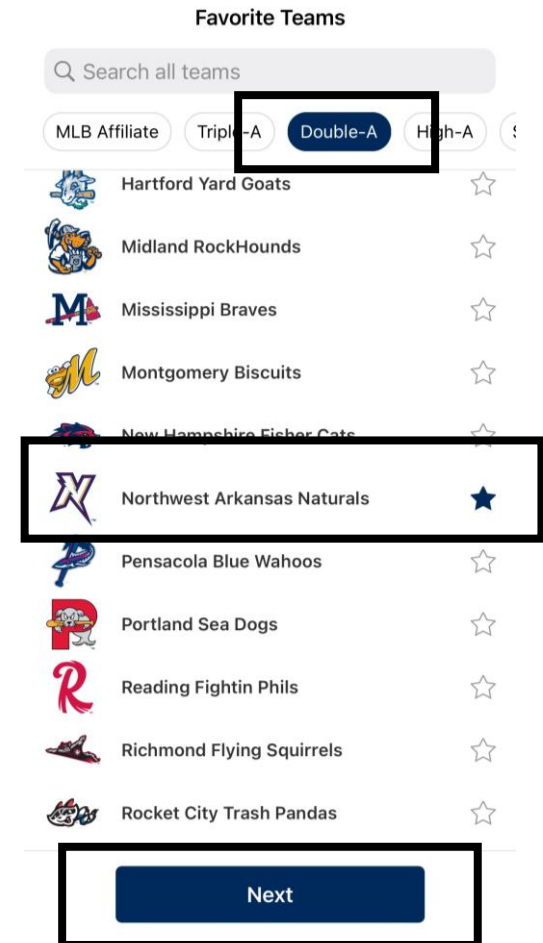 Favorite Teams
Search all teams
MLB Affiliate Triple-A Double-A High-A
Hartford Yard Goats
Midland RockHounds
Mississippi Braves
Montgomery Biscuits
New Hampshire Fisher Cats
Northwest Arkansas Naturals
Pensacola Blue Wahoos
Portland Sea Dogs
Reading Fightin Phils
Richmond Flying Squirrels
Rocket City Trash Pandas
Next